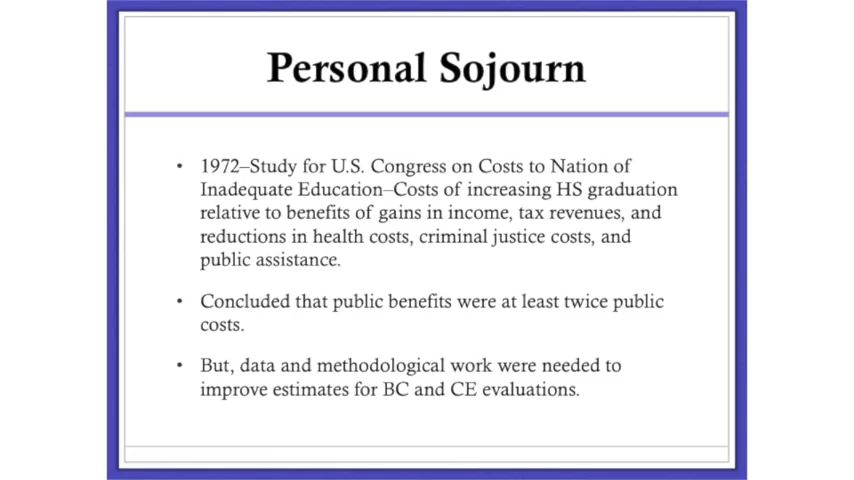 Personal Sojourn
• 1972–Study for U.S. Congress on Costs to Nation of
Inadequate Education–Costs of increasing HS graduation
relative to benefits of gains in income, tax revenues, and
reductions in health costs, criminal justice costs, and
public assistance.
• Concluded that public benefits were at least twice public
costs.
• But, data and methodological work were needed to
improve estimates for BC and CE evaluations.